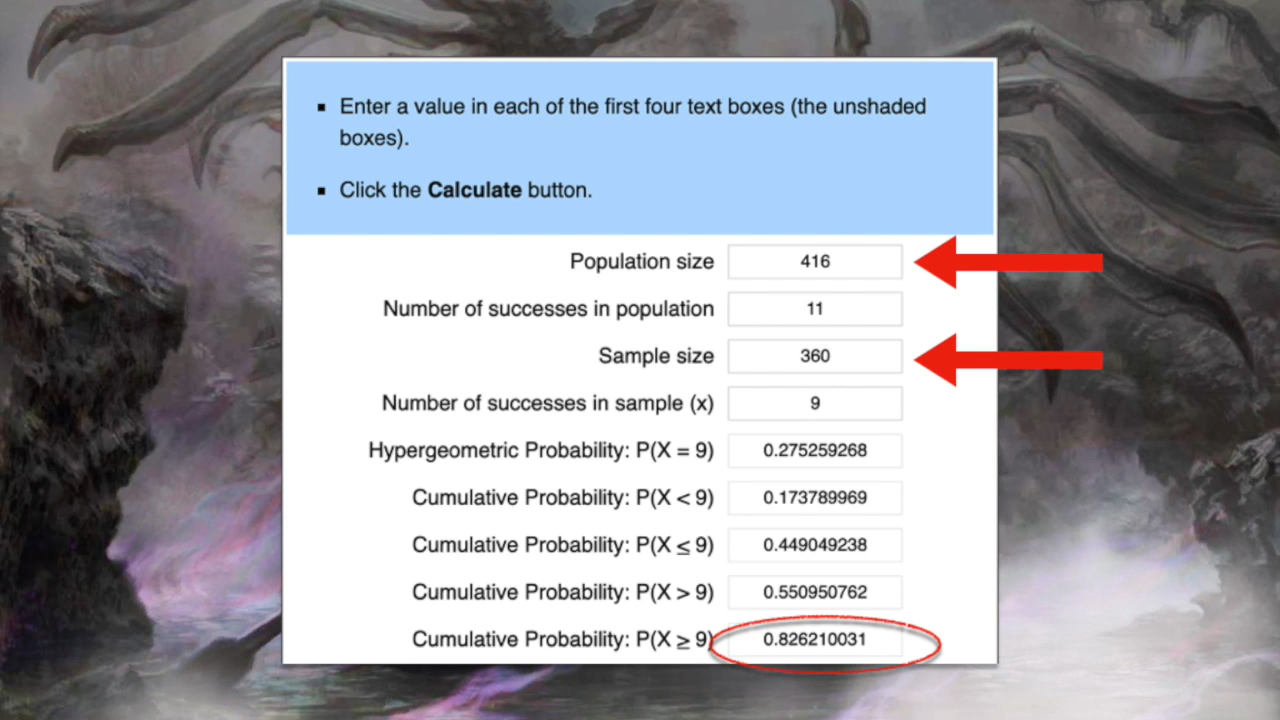 ▪ Enter a value in each of the first four text boxes (the unshaded
boxes).
▪ Click the Calculate button.
Population size 416
Number of successes in population 11
Sample size 360
Number of successes in sample (x) 9
Hypergeometric Probability: P(X = 9) 0.275259268
Cumulative Probability: P(X < 9) 0.173789969
Cumulative Probability: P(X ≤ 9) 0.449049238
Cumulative Probability: P(X > 9) 0.550950762
Cumulative Probability: P(X ≥ 9) 0.826210031